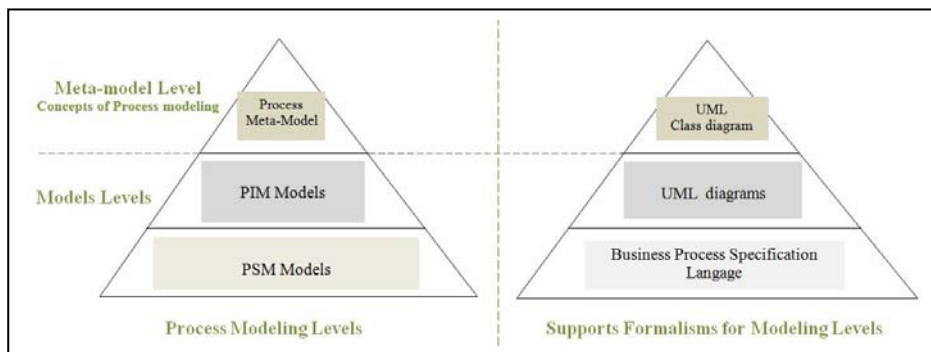 Meta-model Level
Concepts of Process modeling
Process
Meta-Model
UML
Class diagram
Models Levels
PIM Models
UML diagrams
PSM Models
Business Process Specification
Langage
Process Modeling Levels
Supports Formalisms for Modeling Levels